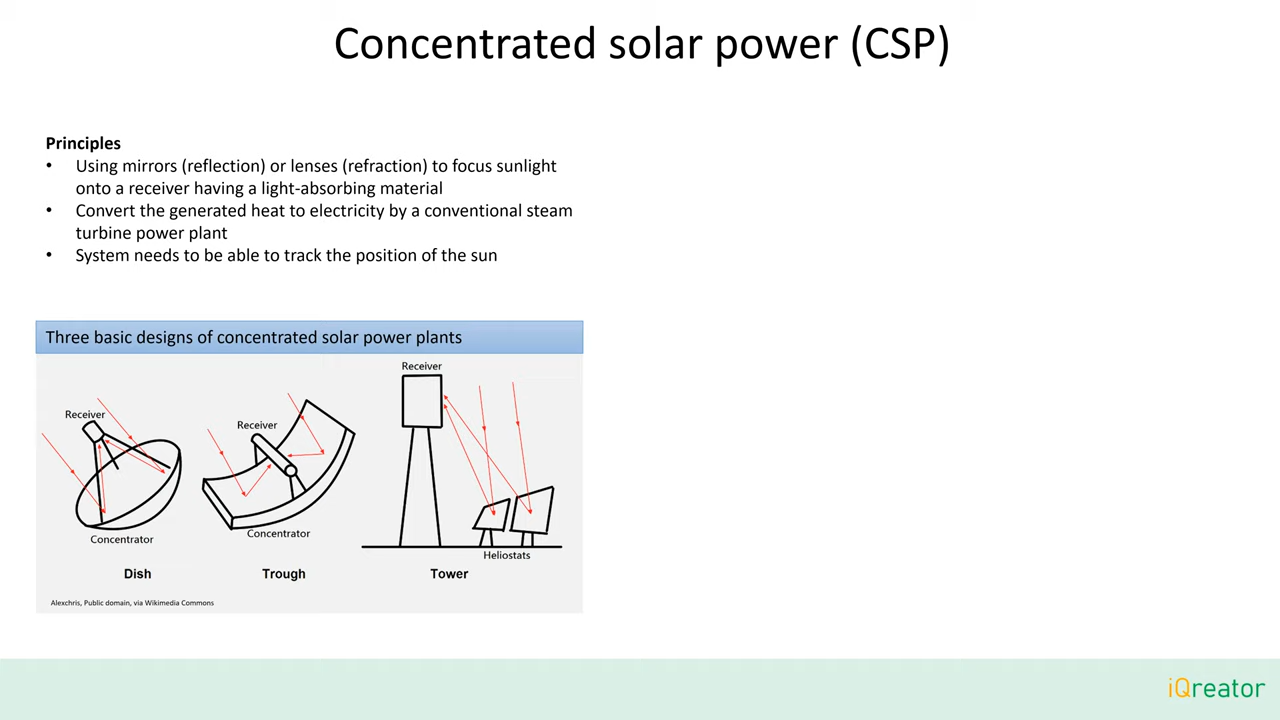 Concentrated solar power (CSP)
Principles
• Using mirrors (reflection) or lenses (refraction) to focus sunlight
onto a receiver having a light-absorbing material
• Convert the generated heat to electricity by a conventional steam
turbine power plant
• System needs to be able to track the position of the sun
Three basic designs of concentrated solar power plants
Receiver
Concentrator
Dish
Receiver
Concentrator
Trough
Receiver
Heliostats
Tower
Alexchris, Public domain, via Wikimedia Commons
iQreator